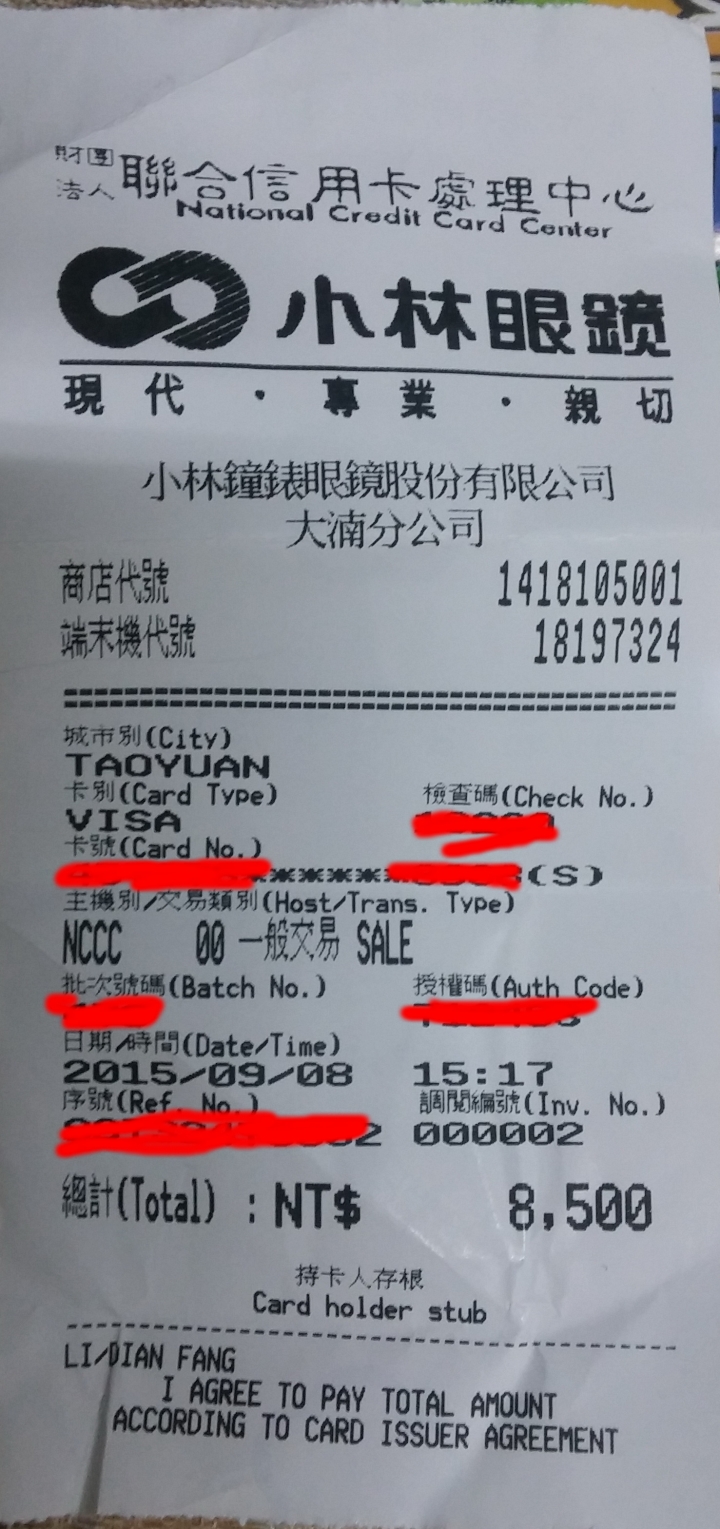 財團法人 聯合信用卡處理中心
National Credit Card Center
小林眼鏡
現代・專業・親切
小林鐘錶眼鏡股份有限公司
大湳分公司
商店代號 1418105001
端末機代號 18197324
城市別(City)
TAOYUAN
卡別(Card Type) 檢查碼(Check No.)
VISA
卡號(Card No.)
(S)
主機別/交易類別(Host/Trans. Type)
NCCC 00 一般交易 SALE
批次號碼(Batch No.) 授權碼(Auth Code)
日期/時間(Date/Time)
2015/09/08 15:17
序號(Ref. No.) 調閱編號(Inv. No.)
000002
總計(Total) : NT$ 8,500
持卡人存根
Card holder stub
LI/DIAN FANG
I AGREE TO PAY TOTAL AMOUNT
ACCORDING TO CARD ISSUER AGREEMENT